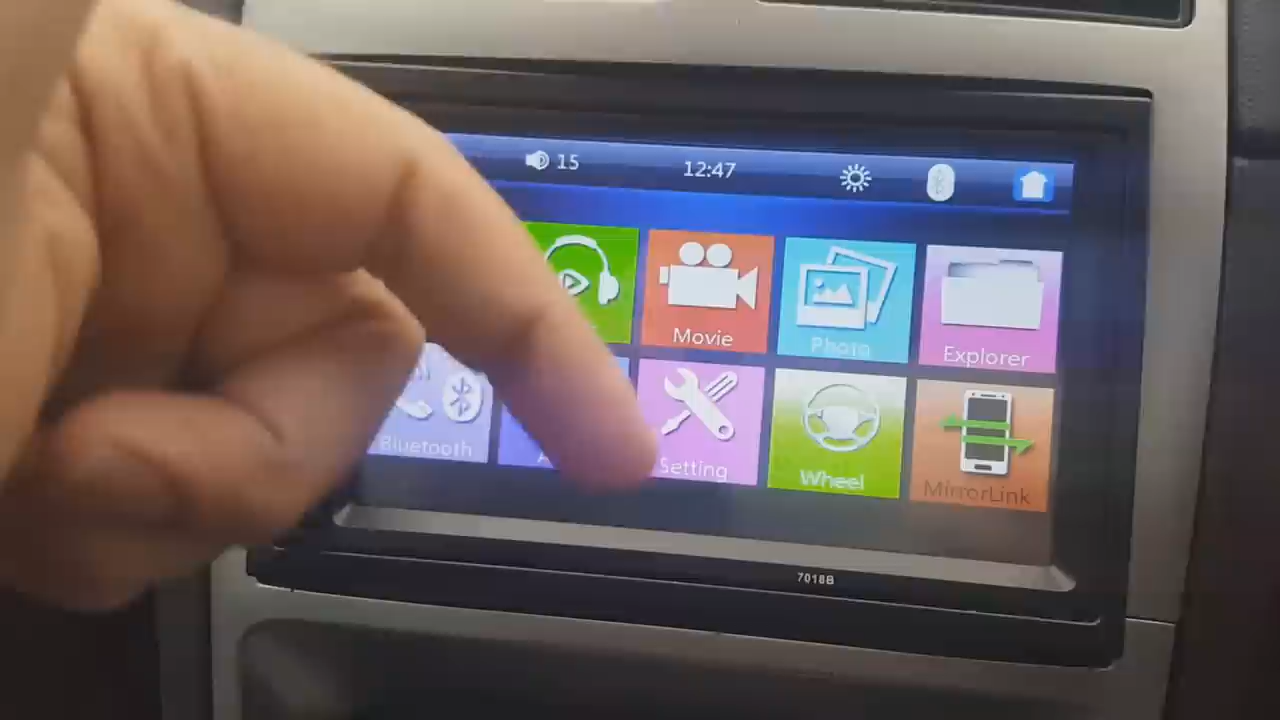 15
12:47
Movie
Photo
Explorer
Bluetooth
Setting
Wheel
MirrorLink
7018B